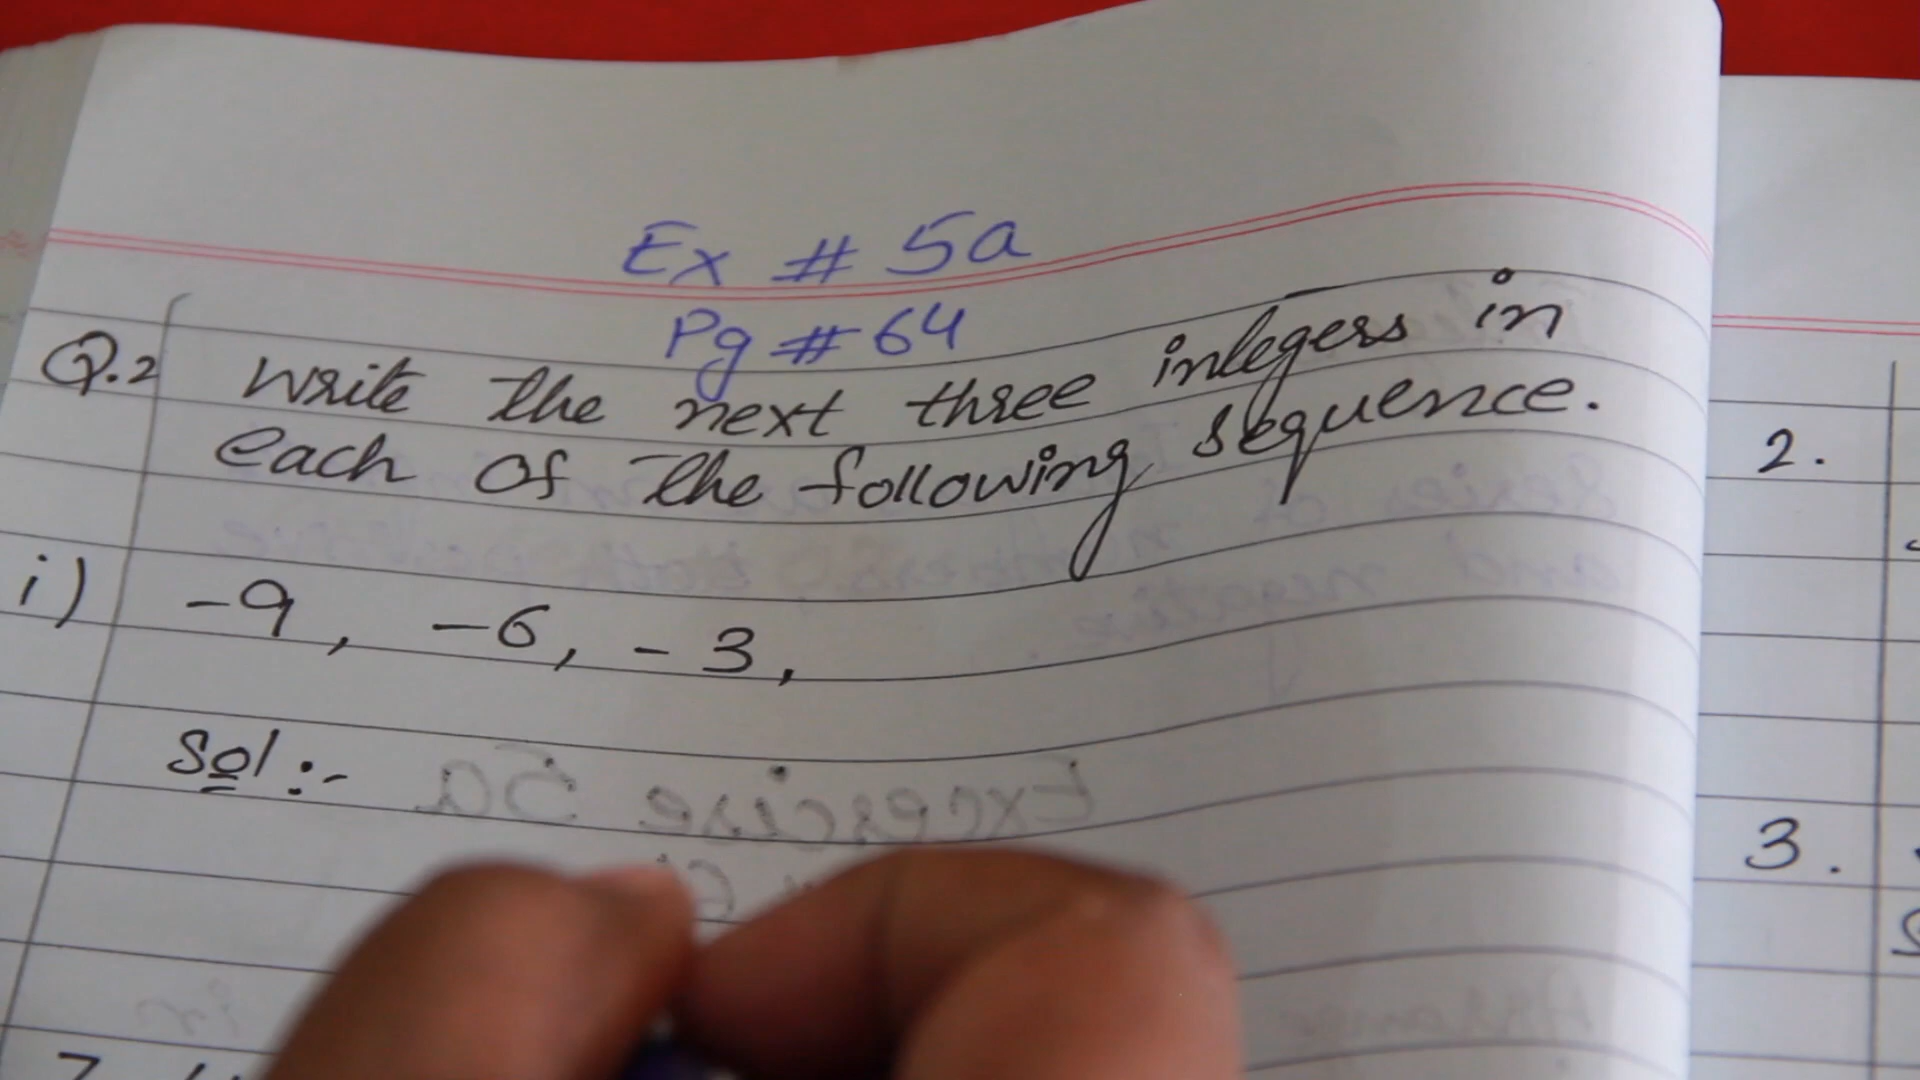 Ex # 5a
Pg # 64
Q.2 Write the next three integers in
each of the following sequence.
i) -9, -6, -3,
Sol :-
2.
3.